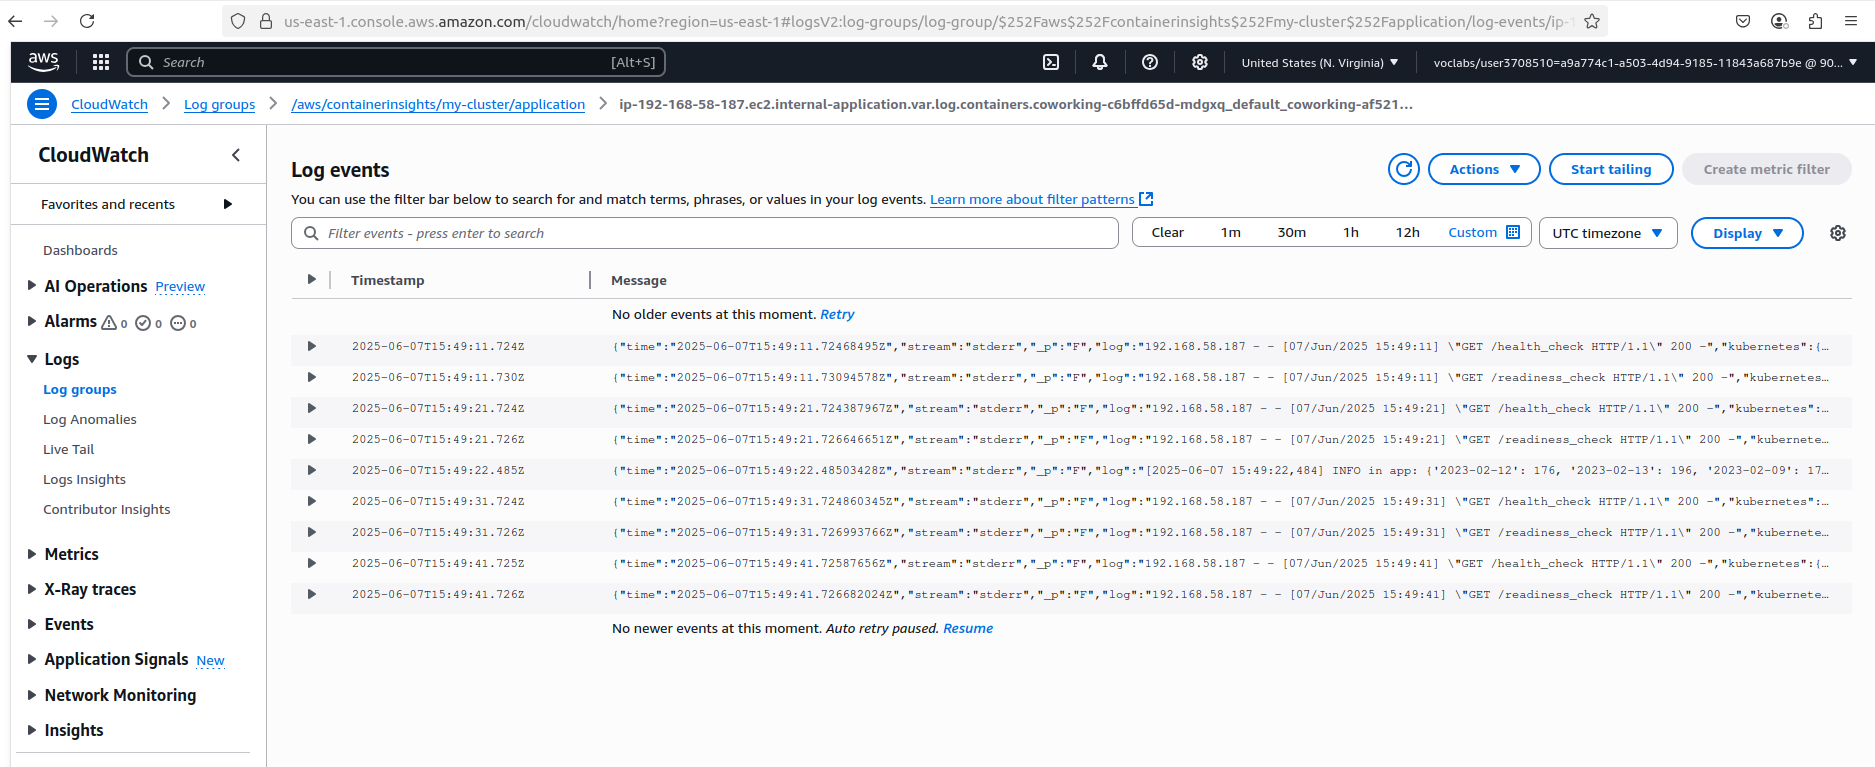 us-east-1.console.aws.amazon.com/cloudwatch/home?region=us-east-1#logsV2:log-groups/log-group/$252Faws$252Fcontainerinsights$252Fmy-cluster$252Fapplication/log-events/ip-1
aws Search [Alt+S] United States (N. Virginia) voclabs/user3708510=a9a774c1-a503-4d94-9185-11843a687b9e @ 90...
CloudWatch Log groups /aws/containerinsights/my-cluster/application ip-192-168-58-187.ec2.internal-application.var.log.containers.coworking-c6bffd65d-mdgxq_default_coworking-af521...
CloudWatch
Favorites and recents
Dashboards
AI Operations Preview
Alarms 0 0 0
Logs
Log groups
Log Anomalies
Live Tail
Logs Insights
Contributor Insights
Metrics
X-Ray traces
Events
Application Signals New
Network Monitoring
Insights
Log events
Actions Start tailing Create metric filter
You can use the filter bar below to search for and match terms, phrases, or values in your log events. Learn more about filter patterns
Filter events - press enter to search Clear 1m 30m 1h 12h Custom UTC timezone Display
Timestamp Message
No older events at this moment. Retry
2025-06-07T15:49:11.724Z {"time":"2025-06-07T15:49:11.72468495Z","stream":"stderr","_p":"F","log":"192.168.58.187 - - [07/Jun/2025 15:49:11] \"GET /health_check HTTP/1.1\" 200 -","kubernetes":{…
2025-06-07T15:49:11.730Z {"time":"2025-06-07T15:49:11.73094578Z","stream":"stderr","_p":"F","log":"192.168.58.187 - - [07/Jun/2025 15:49:11] \"GET /readiness_check HTTP/1.1\" 200 -","kubernetes…
2025-06-07T15:49:21.724Z {"time":"2025-06-07T15:49:21.724387967Z","stream":"stderr","_p":"F","log":"192.168.58.187 - - [07/Jun/2025 15:49:21] \"GET /health_check HTTP/1.1\" 200 -","kubernetes":…
2025-06-07T15:49:21.726Z {"time":"2025-06-07T15:49:21.726646651Z","stream":"stderr","_p":"F","log":"192.168.58.187 - - [07/Jun/2025 15:49:21] \"GET /readiness_check HTTP/1.1\" 200 -","kubernete…
2025-06-07T15:49:22.485Z {"time":"2025-06-07T15:49:22.48503428Z","stream":"stderr","_p":"F","log":"[2025-06-07 15:49:22,484] INFO in app: {'2023-02-12': 176, '2023-02-13': 196, '2023-02-09': 17…
2025-06-07T15:49:31.724Z {"time":"2025-06-07T15:49:31.724860345Z","stream":"stderr","_p":"F","log":"192.168.58.187 - - [07/Jun/2025 15:49:31] \"GET /health_check HTTP/1.1\" 200 -","kubernetes":…
2025-06-07T15:49:31.726Z {"time":"2025-06-07T15:49:31.726993766Z","stream":"stderr","_p":"F","log":"192.168.58.187 - - [07/Jun/2025 15:49:31] \"GET /readiness_check HTTP/1.1\" 200 -","kubernete…
2025-06-07T15:49:41.725Z {"time":"2025-06-07T15:49:41.72587656Z","stream":"stderr","_p":"F","log":"192.168.58.187 - - [07/Jun/2025 15:49:41] \"GET /health_check HTTP/1.1\" 200 -","kubernetes":{…
2025-06-07T15:49:41.726Z {"time":"2025-06-07T15:49:41.726682024Z","stream":"stderr","_p":"F","log":"192.168.58.187 - - [07/Jun/2025 15:49:41] \"GET /readiness_check HTTP/1.1\" 200 -","kubernete…
No newer events at this moment. Auto retry paused. Resume